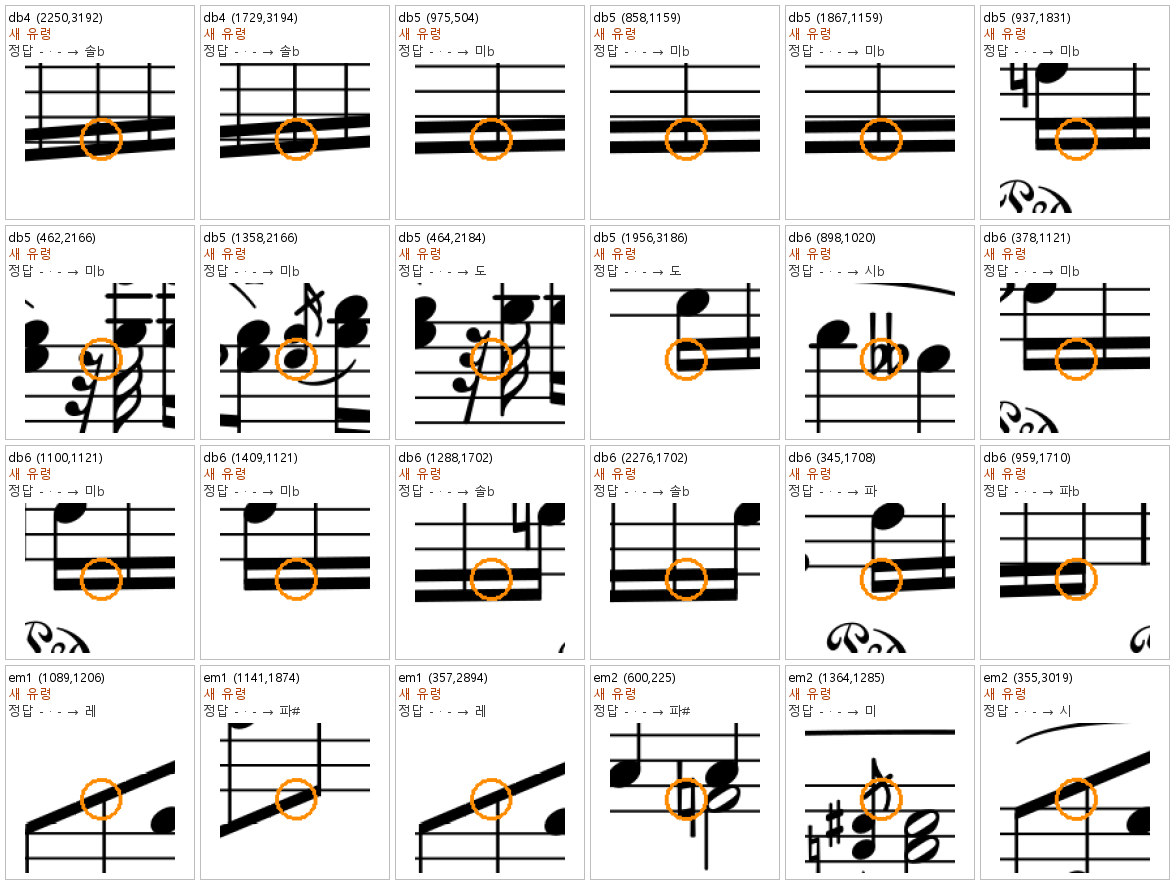 db4 (2250,3192)
새 유령
정답 - · - → 솔b
db4 (1729,3194)
새 유령
정답 - · - → 솔b
db5 (975,504)
새 유령
정답 - · - → 미b
db5 (858,1159)
새 유령
정답 - · - → 미b
db5 (1867,1159)
새 유령
정답 - · - → 미b
db5 (937,1831)
새 유령
정답 - · - → 미b
db5 (462,2166)
새 유령
정답 - · - → 미b
db5 (1358,2166)
새 유령
정답 - · - → 미b
db5 (464,2184)
새 유령
정답 - · - → 도
db5 (1956,3186)
새 유령
정답 - · - → 도
db6 (898,1020)
새 유령
정답 - · - → 시b
db6 (378,1121)
새 유령
정답 - · - → 미b
db6 (1100,1121)
새 유령
정답 - · - → 미b
db6 (1409,1121)
새 유령
정답 - · - → 미b
db6 (1288,1702)
새 유령
정답 - · - → 솔b
db6 (2276,1702)
새 유령
정답 - · - → 솔b
db6 (345,1708)
새 유령
정답 - · - → 파
db6 (959,1710)
새 유령
정답 - · - → 파b
em1 (1089,1206)
새 유령
정답 - · - → 레
em1 (1141,1874)
새 유령
정답 - · - → 파#
em1 (357,2894)
새 유령
정답 - · - → 레
em2 (600,225)
새 유령
정답 - · - → 파#
em2 (1364,1285)
새 유령
정답 - · - → 미
em2 (355,3019)
새 유령
정답 - · - → 시